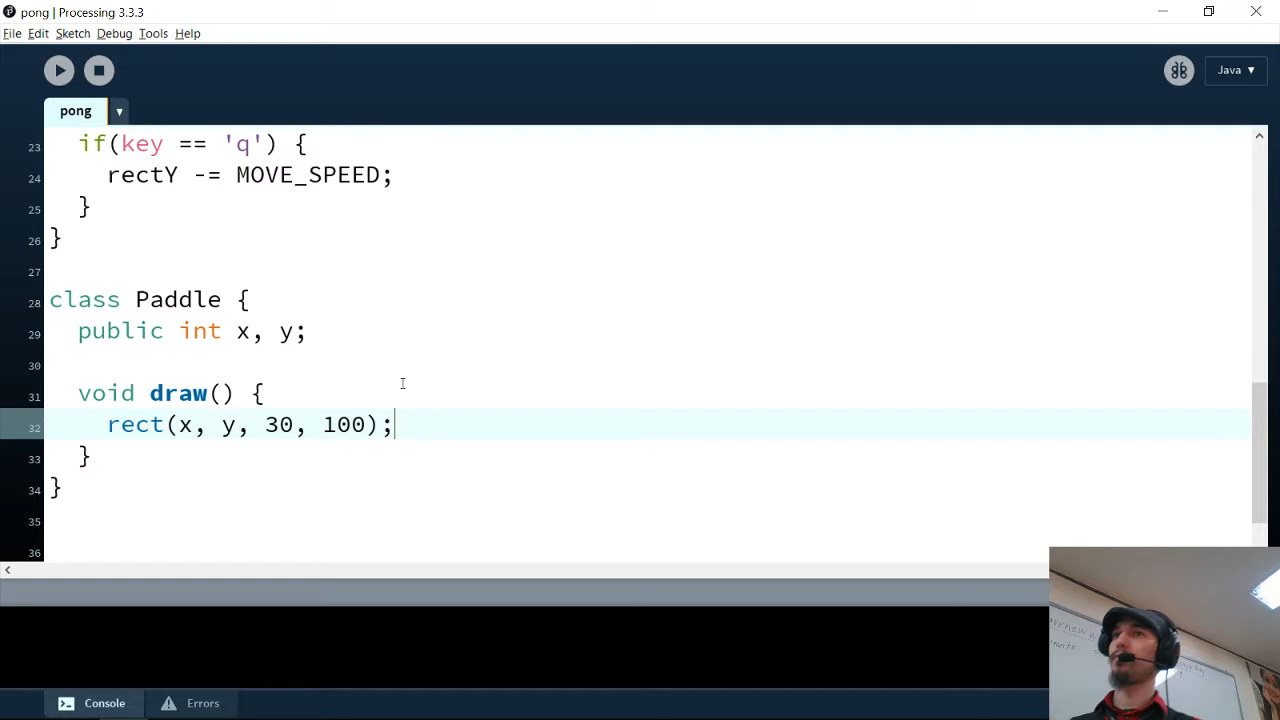 pong | Processing 3.3.3
File Edit Sketch Debug Tools Help
Java ▼
pong ▼
23 if(key == 'q') {
24 rectY -= MOVE_SPEED;
25 }
26 }
27
28 class Paddle {
29 public int x, y;
30
31 void draw() {
32 rect(x, y, 30, 100);
33 }
34 }
35
36
Console Errors